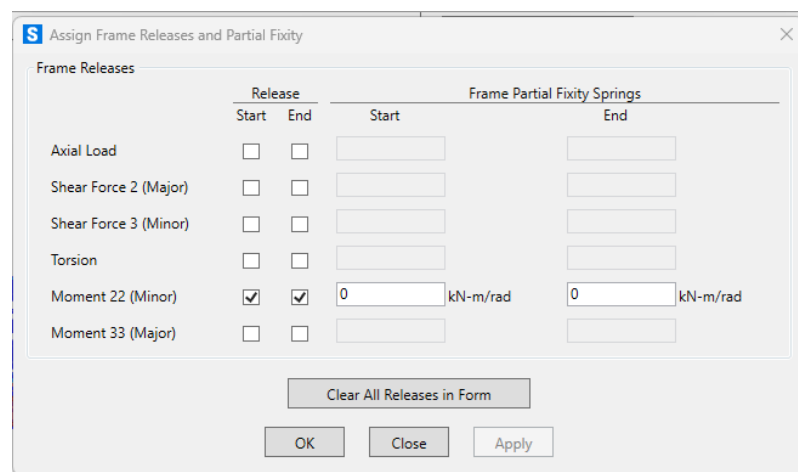 S Assign Frame Releases and Partial Fixity
Frame Releases
Release Frame Partial Fixity Springs
Start End Start End
Axial Load
Shear Force 2 (Major)
Shear Force 3 (Minor)
Torsion
Moment 22 (Minor) 0 kN-m/rad 0 kN-m/rad
Moment 33 (Major)
Clear All Releases in Form
OK Close Apply